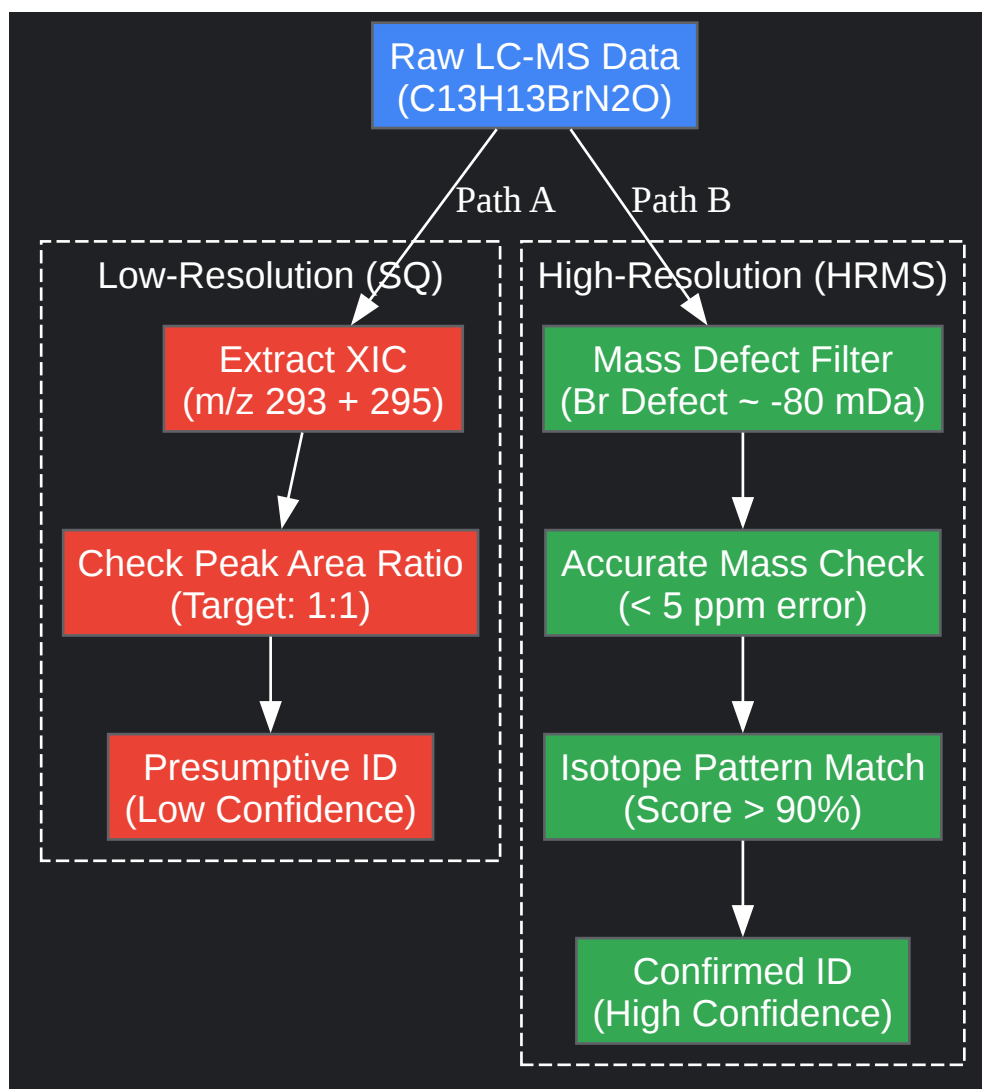 Raw LC-MS Data
(C13H13BrN2O)
Path A
Path B
Low-Resolution (SQ)
Extract XIC
(m/z 293 + 295)
Check Peak Area Ratio
(Target: 1:1)
Presumptive ID
(Low Confidence)
High-Resolution (HRMS)
Mass Defect Filter
(Br Defect ~ -80 mDa)
Accurate Mass Check
(< 5 ppm error)
Isotope Pattern Match
(Score > 90%)
Confirmed ID
(High Confidence)